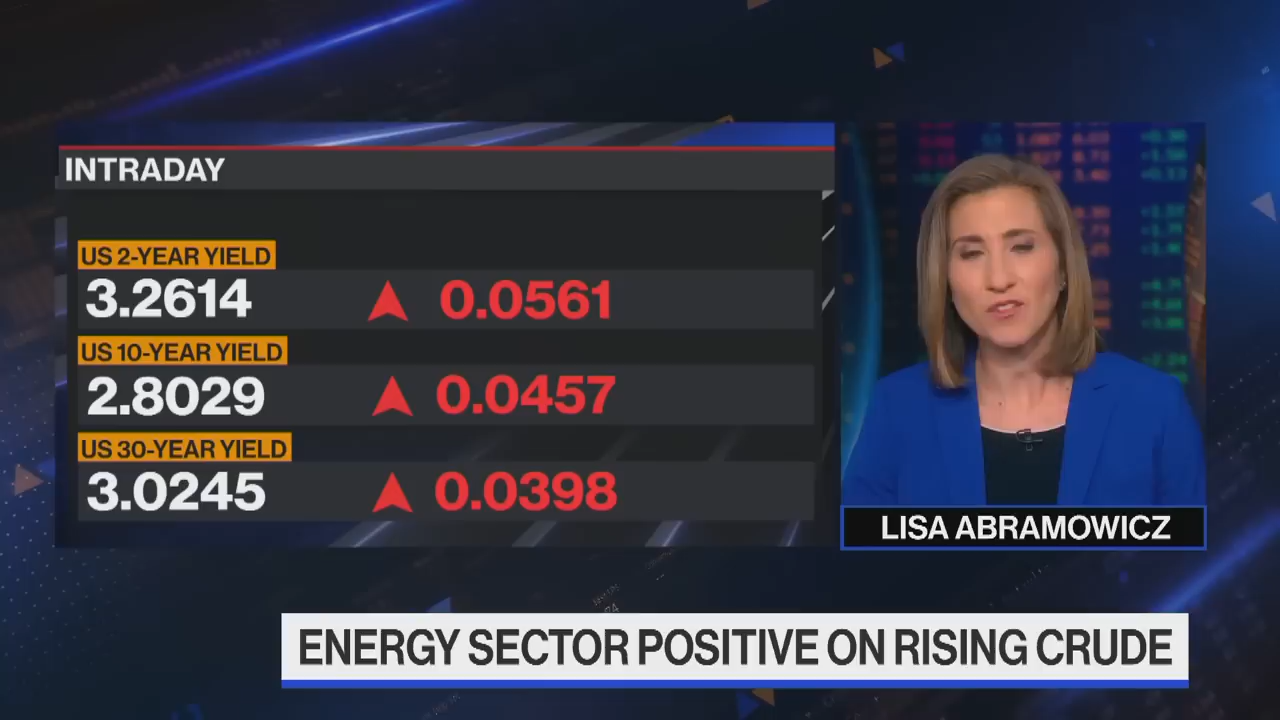 INTRADAY
US 2-YEAR YIELD
3.2614 ▲ 0.0561
US 10-YEAR YIELD
2.8029 ▲ 0.0457
US 30-YEAR YIELD
3.0245 ▲ 0.0398
LISA ABRAMOWICZ
ENERGY SECTOR POSITIVE ON RISING CRUDE